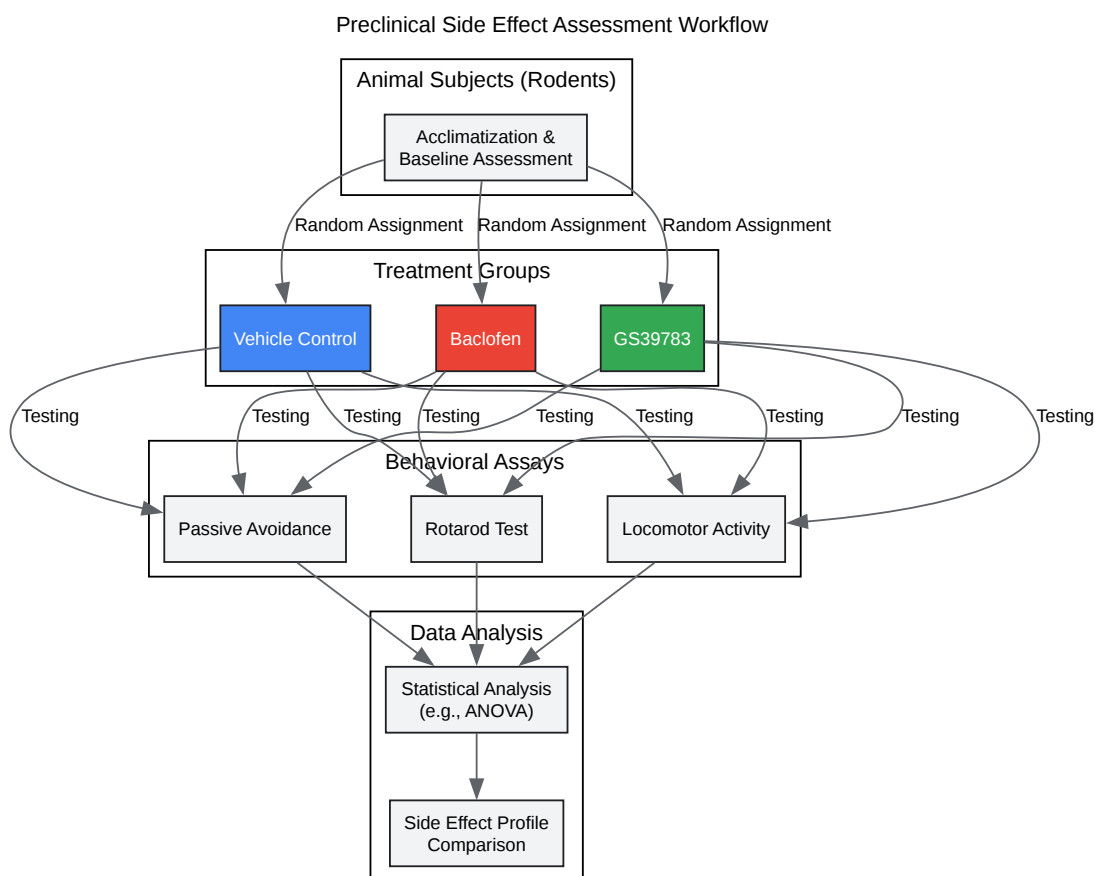 Preclinical Side Effect Assessment Workflow
Animal Subjects (Rodents)
Acclimatization &
Baseline Assessment
Random Assignment
Random Assignment
Random Assignment
Treatment Groups
Vehicle Control
Baclofen
GS39783
Testing
Testing
Testing
Testing
Testing
Testing
Testing
Testing
Testing
Behavioral Assays
Passive Avoidance
Rotarod Test
Locomotor Activity
Data Analysis
Statistical Analysis
(e.g., ANOVA)
Side Effect Profile
Comparison